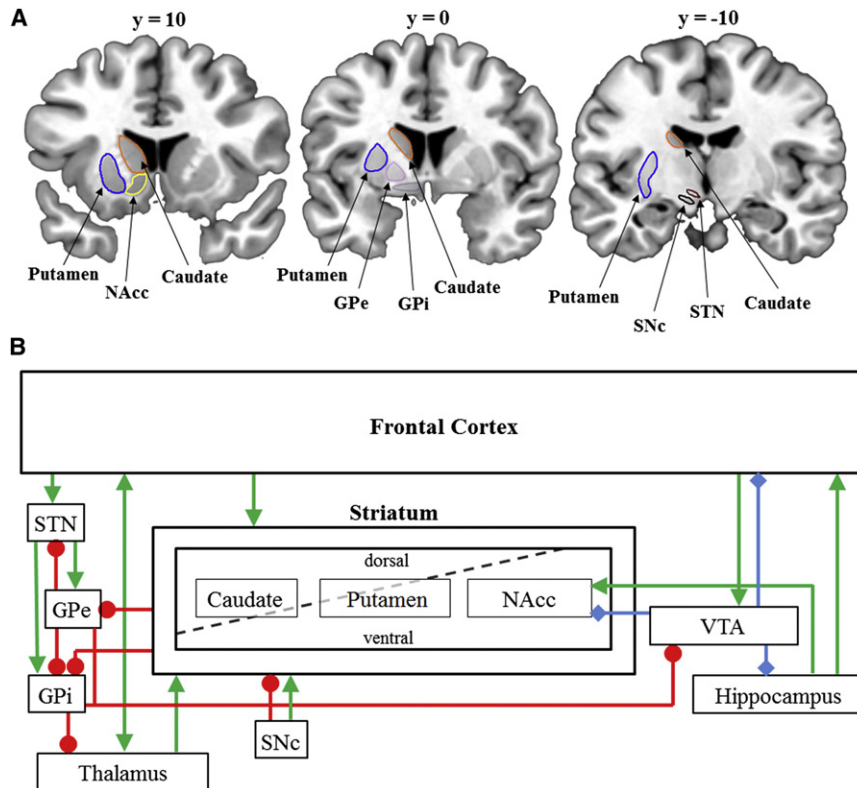 A
y = 10
y = 0
y = -10
Putamen
NAcc
Caudate
Putamen
GPe
GPi
Caudate
Putamen
SNc
STN
Caudate
B
Frontal Cortex
STN
Striatum
dorsal
GPe
Caudate
Putamen
NAcc
VTA
ventral
GPi
Hippocampus
SNc
Thalamus